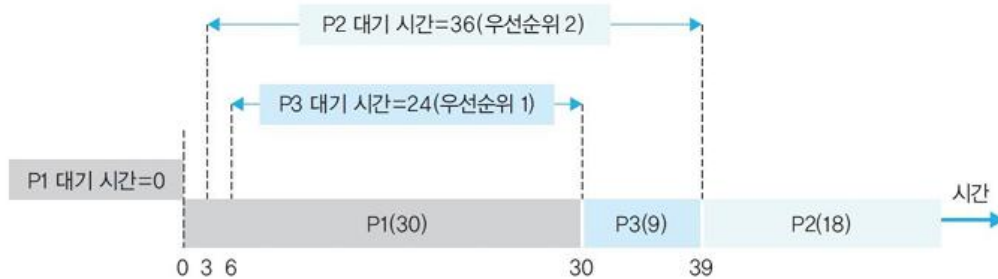 P2 대기 시간=36(우선순위 2)
P3 대기 시간=24(우선순위 1)
P1 대기 시간=0
시간
P1(30) P3(9) P2(18)
0 3 6 30 39